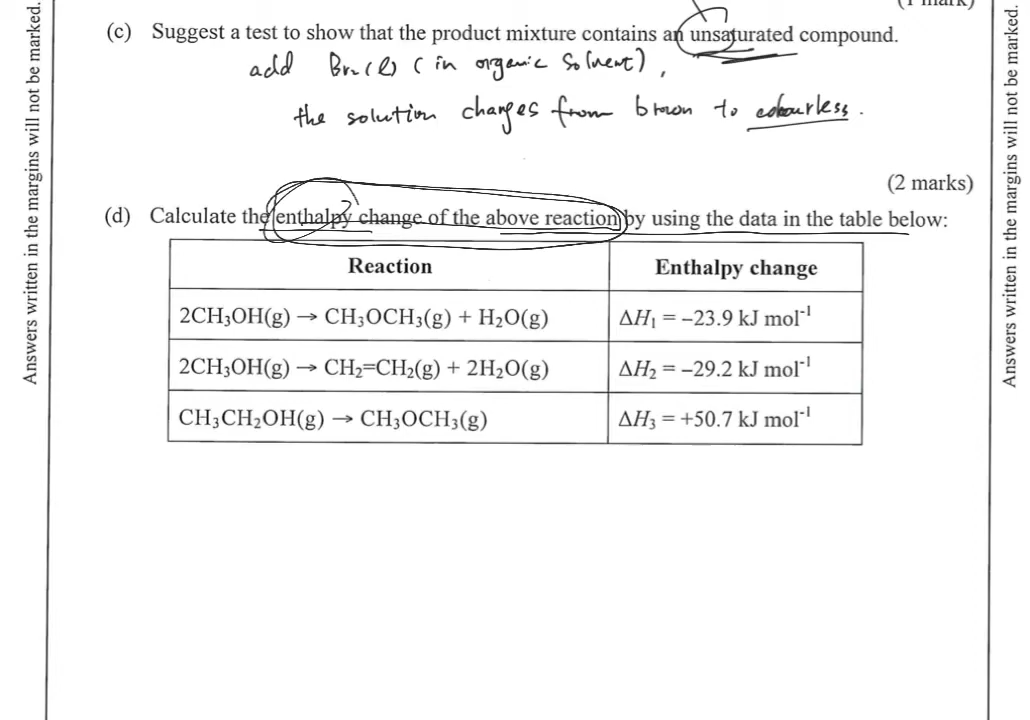 (1 mark)
(c) Suggest a test to show that the product mixture contains an unsaturated compound.
add Br₂(l) (in organic solvent),
the solution changes from brown to colourless.
(2 marks)
(d) Calculate the enthalpy change of the above reaction by using the data in the table below:
Reaction Enthalpy change
2CH₃OH(g) → CH₃OCH₃(g) + H₂O(g) ΔH₁ = –23.9 kJ mol⁻¹
2CH₃OH(g) → CH₂=CH₂(g) + 2H₂O(g) ΔH₂ = –29.2 kJ mol⁻¹
CH₃CH₂OH(g) → CH₃OCH₃(g) ΔH₃ = +50.7 kJ mol⁻¹
Answers written in the margins will not be marked.
Answers written in the margins will not be marked.